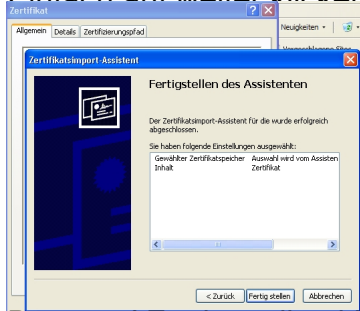 Zertifikat
Allgemein Details Zertifizierungspfad
Neuigkeiten
Zertifikatsimport-Assistent
Fertigstellen des Assistenten
Der Zertifikatsimport-Assistent für die wurde erfolgreich
abgeschlossen.
Sie haben folgende Einstellungen ausgewählt:
Gewählter Zertifikatspeicher Auswahl wird vom Assisten
Inhalt Zertifikat
< Zurück Fertig stellen Abbrechen